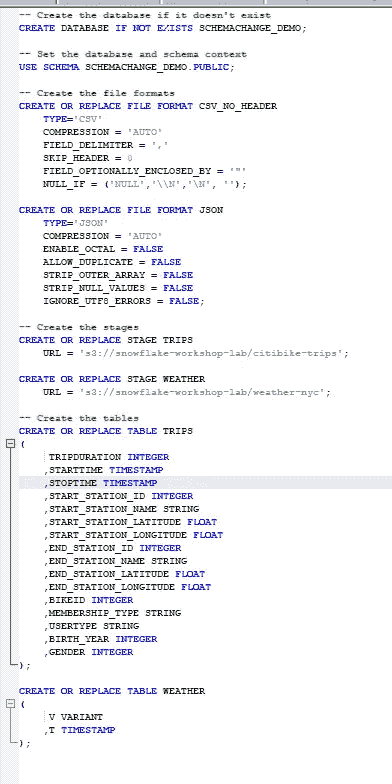 -- Create the database if it doesn't exist
CREATE DATABASE IF NOT EXISTS SCHEMACHANGE_DEMO;
-- Set the database and schema context
USE SCHEMA SCHEMACHANGE_DEMO.PUBLIC;
-- Create the file formats
CREATE OR REPLACE FILE FORMAT CSV_NO_HEADER
TYPE='CSV'
COMPRESSION = 'AUTO'
FIELD_DELIMITER = ','
SKIP_HEADER = 0
FIELD_OPTIONALLY_ENCLOSED_BY = '"'
NULL_IF = ('NULL','\\N','\N', '');
CREATE OR REPLACE FILE FORMAT JSON
TYPE='JSON'
COMPRESSION = 'AUTO'
ENABLE_OCTAL = FALSE
ALLOW_DUPLICATE = FALSE
STRIP_OUTER_ARRAY = FALSE
STRIP_NULL_VALUES = FALSE
IGNORE_UTF8_ERRORS = FALSE;
-- Create the stages
CREATE OR REPLACE STAGE TRIPS
URL = 's3://snowflake-workshop-lab/citibike-trips';
CREATE OR REPLACE STAGE WEATHER
URL = 's3://snowflake-workshop-lab/weather-nyc';
-- Create the tables
CREATE OR REPLACE TABLE TRIPS
(
TRIPDURATION INTEGER
,STARTTIME TIMESTAMP
,STOPTIME TIMESTAMP
,START_STATION_ID INTEGER
,START_STATION_NAME STRING
,START_STATION_LATITUDE FLOAT
,START_STATION_LONGITUDE FLOAT
,END_STATION_ID INTEGER
,END_STATION_NAME STRING
,END_STATION_LATITUDE FLOAT
,END_STATION_LONGITUDE FLOAT
,BIKEID INTEGER
,MEMBERSHIP_TYPE STRING
,USERTYPE STRING
,BIRTH_YEAR INTEGER
,GENDER INTEGER
);
CREATE OR REPLACE TABLE WEATHER
(
V VARIANT
,T TIMESTAMP
);